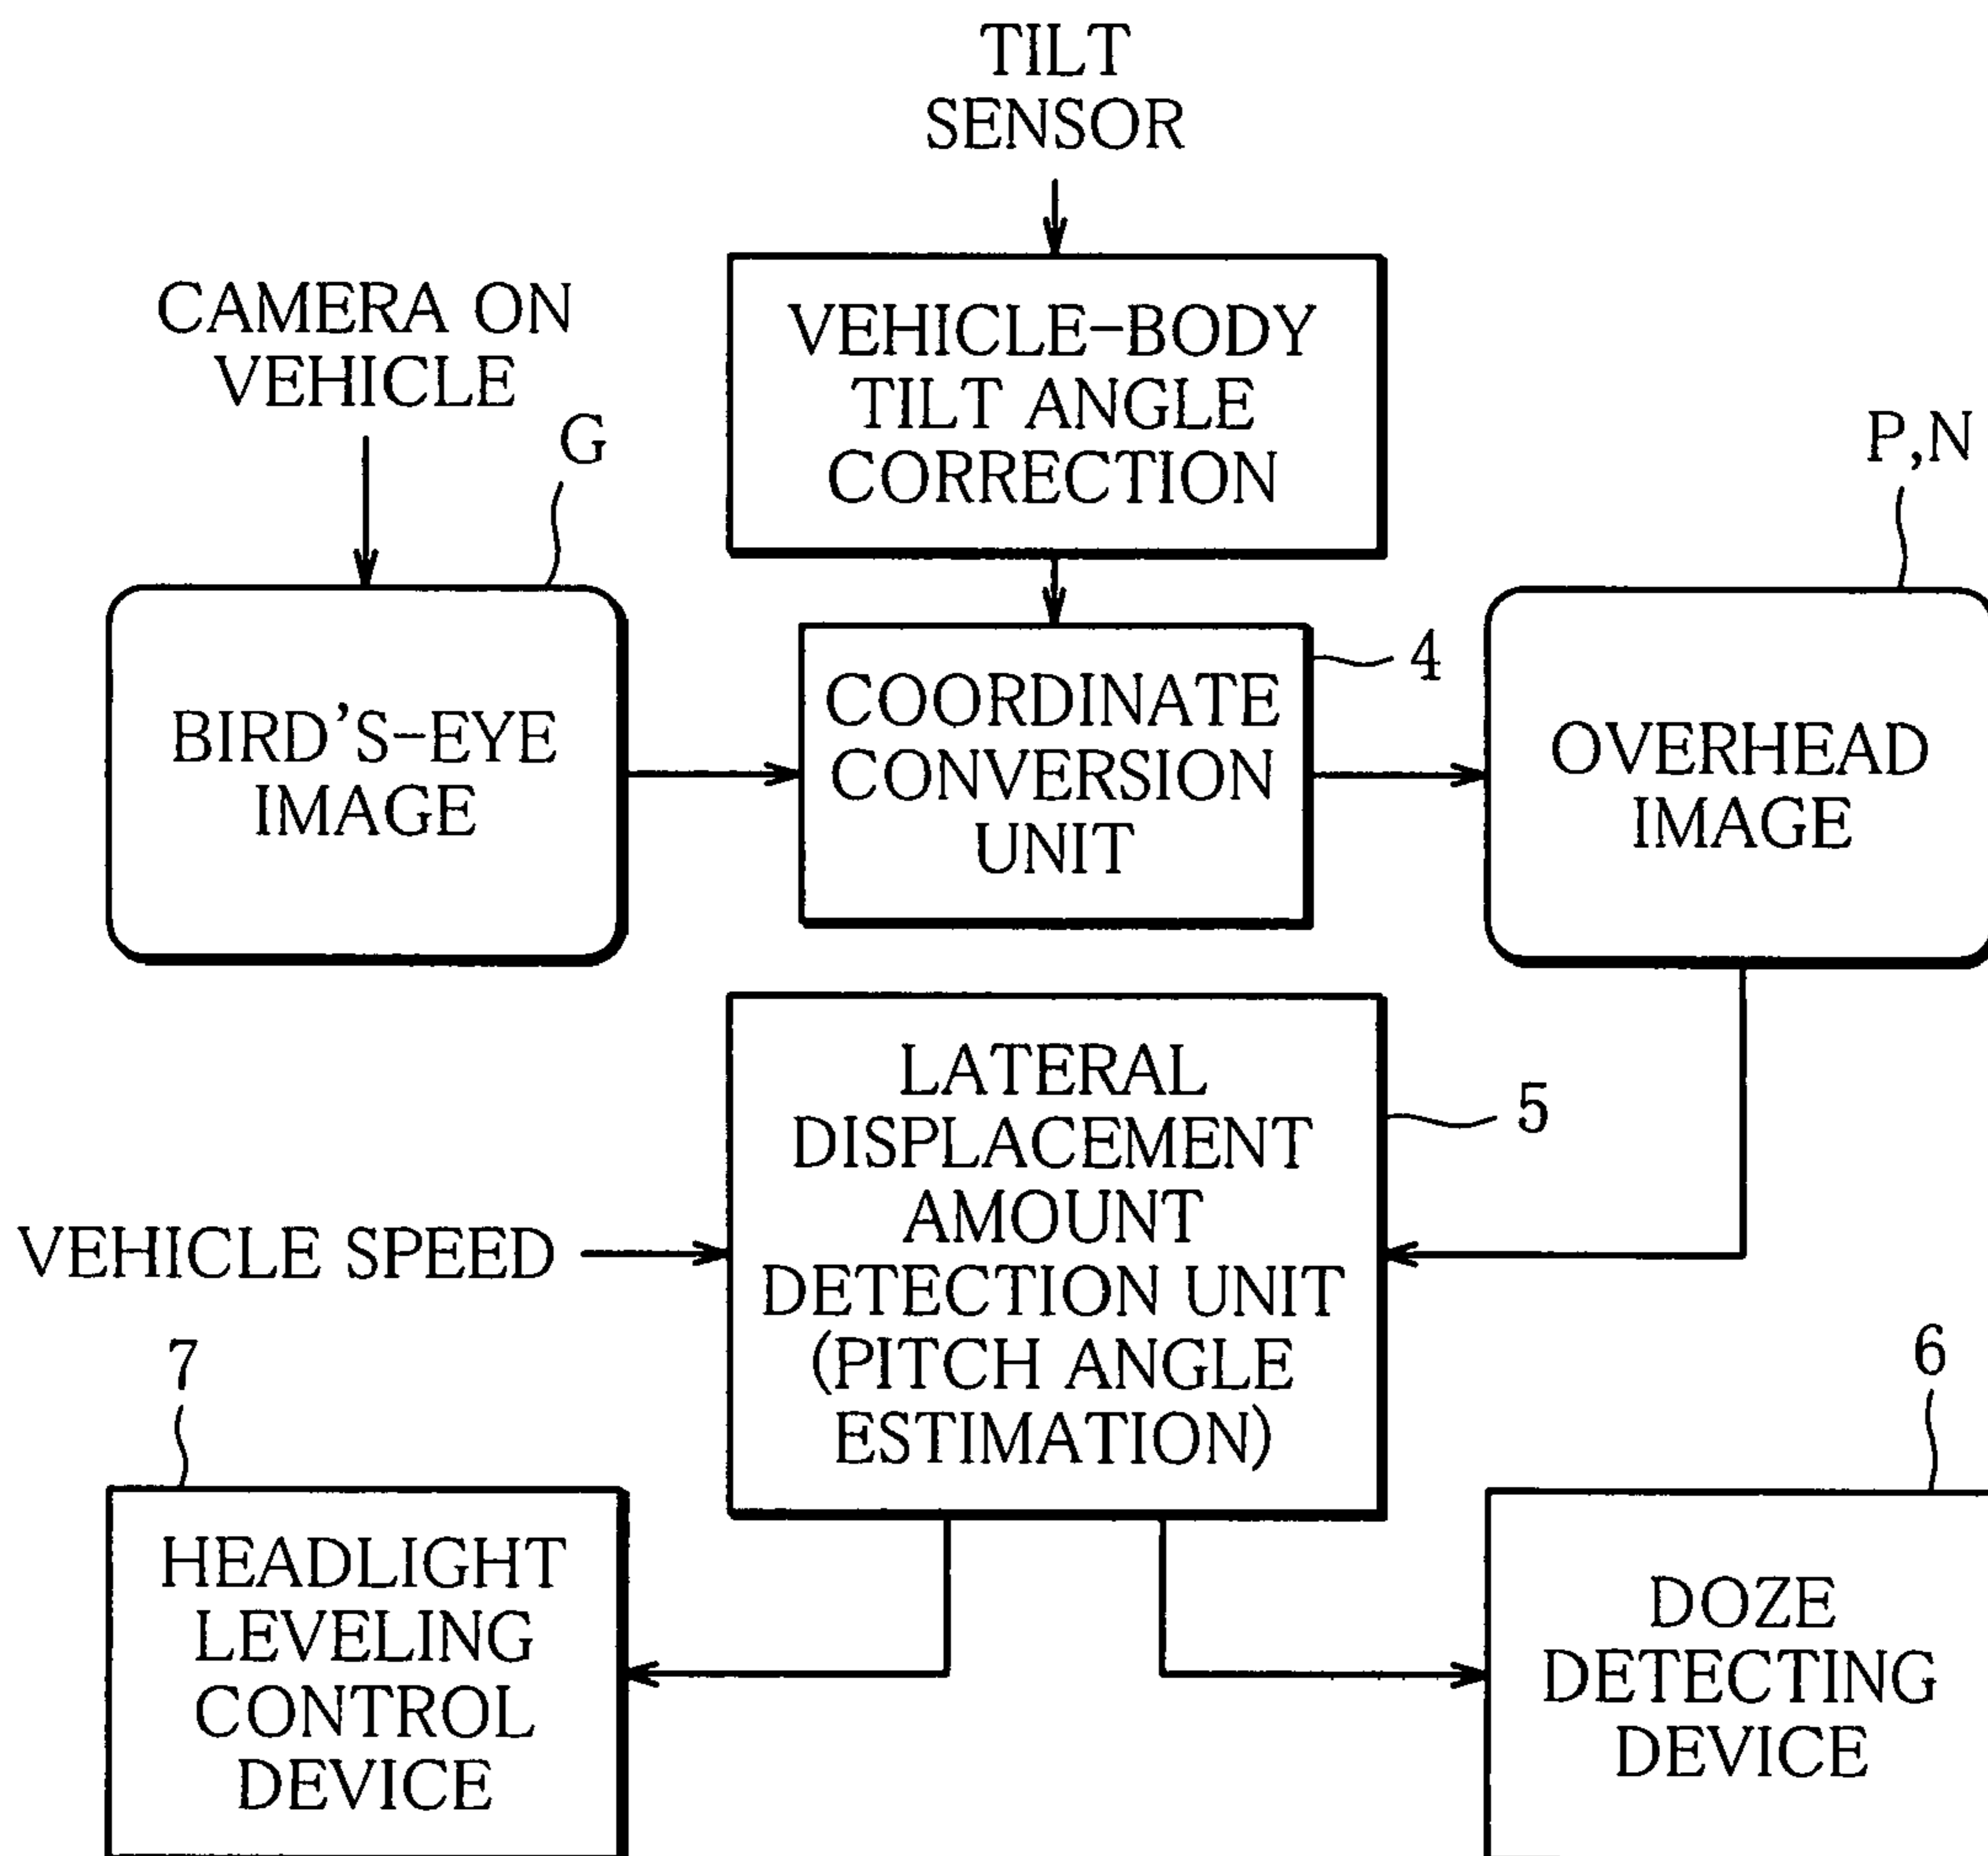 TILT
SENSOR
CAMERA ON
VEHICLE
G
VEHICLE-BODY
TILT ANGLE
CORRECTION
P,N
BIRD'S-EYE
IMAGE
COORDINATE
CONVERSION
UNIT
4
OVERHEAD
IMAGE
LATERAL
DISPLACEMENT
AMOUNT
DETECTION UNIT
(PITCH ANGLE
ESTIMATION)
5
VEHICLE SPEED
7
6
HEADLIGHT
LEVELING
CONTROL
DEVICE
DOZE
DETECTING
DEVICE